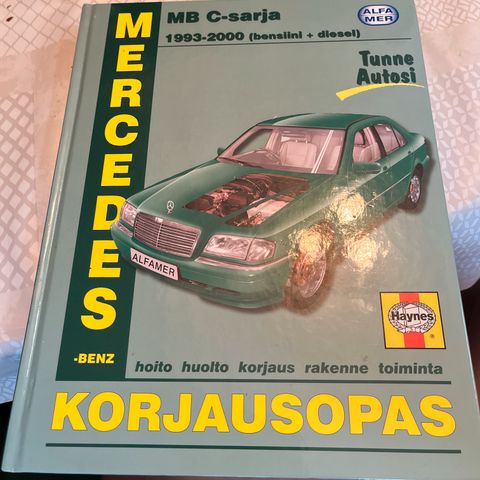 MB C-sarja
1993-2000 (bensiini + diesel)
ALFA
MER
Tunne
Autosi
MERCEDES
-BENZ
ALFAMER
Haynes
hoito huolto korjaus rakenne toiminta
KORJAUSOPAS